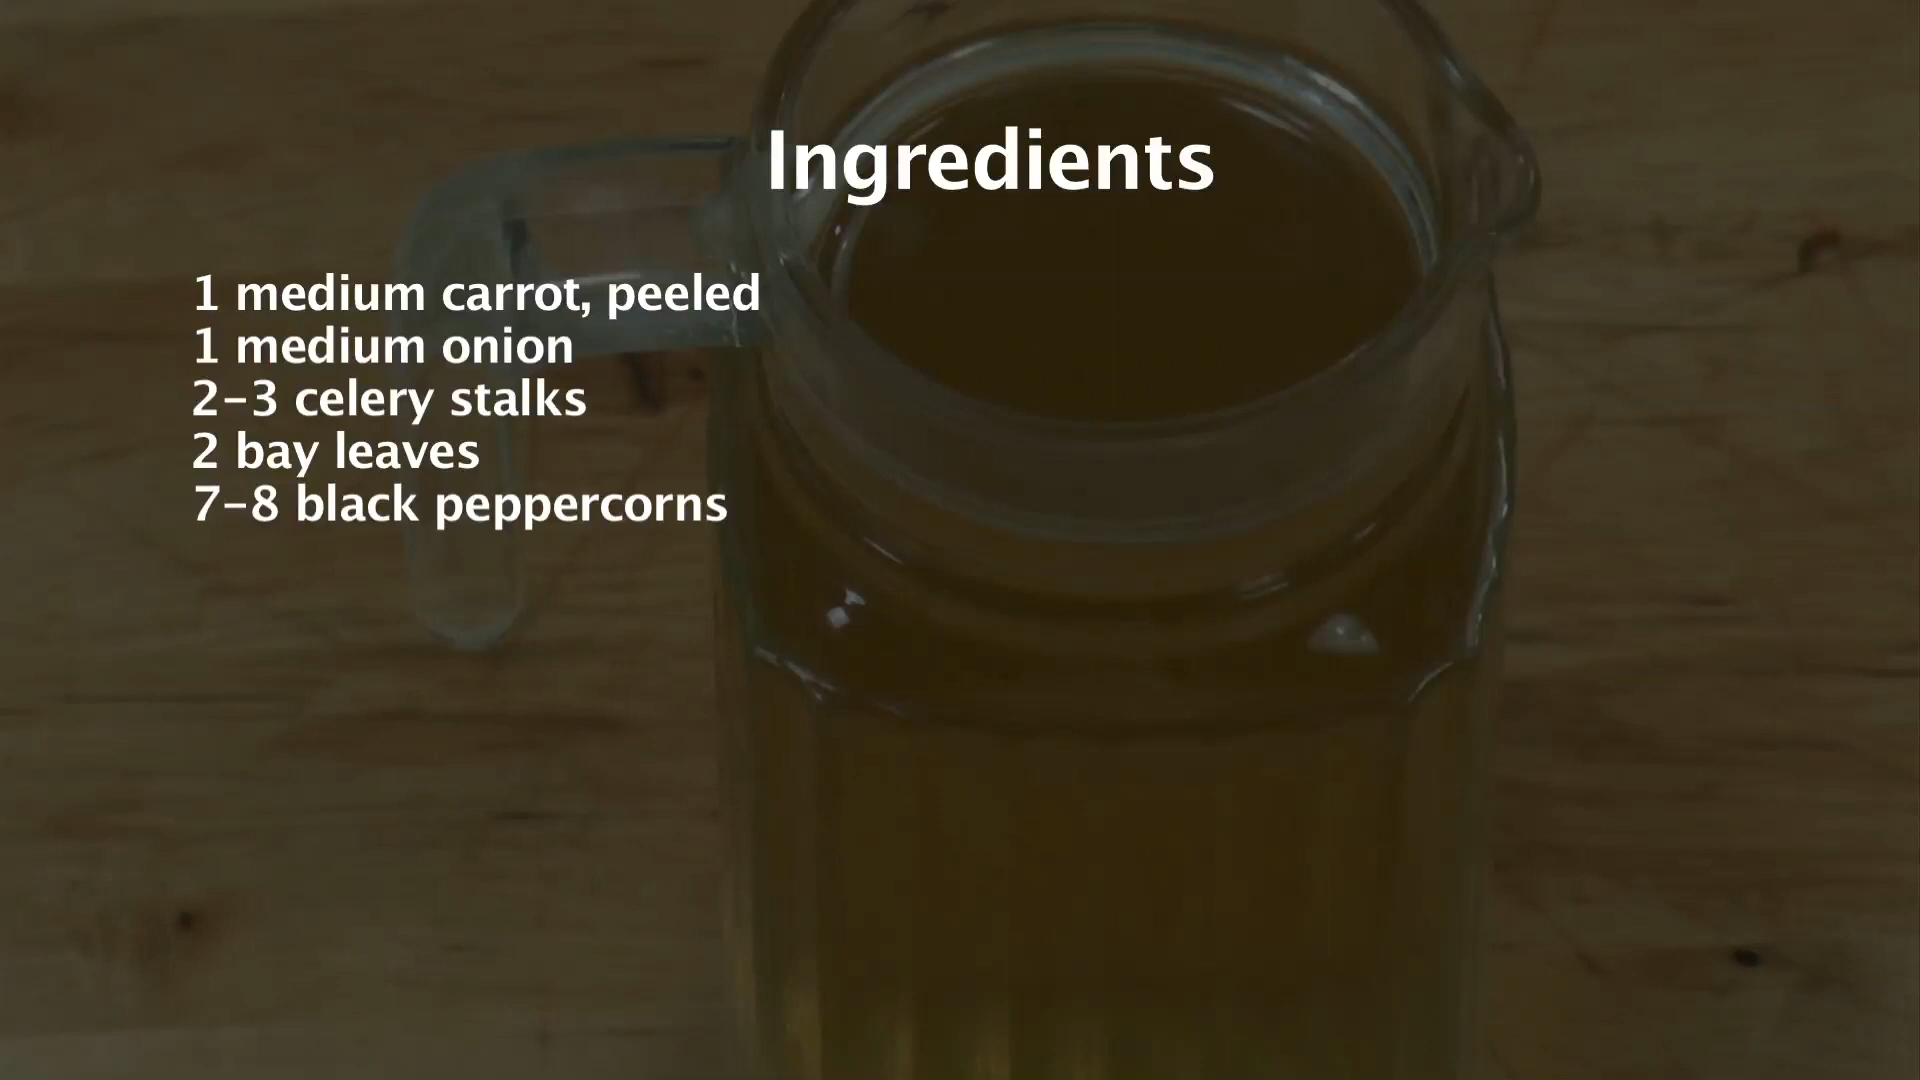 Ingredients
1 medium carrot, peeled
1 medium onion
2-3 celery stalks
2 bay leaves
7-8 black peppercorns